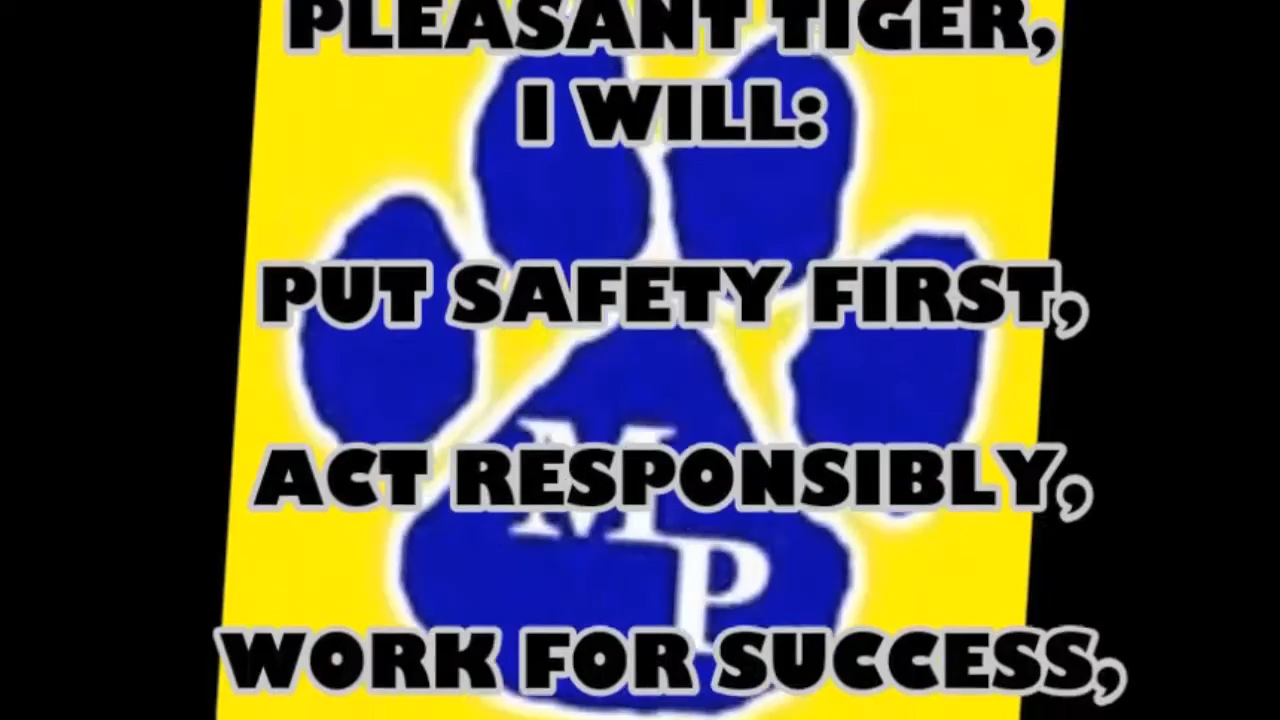 PLEASANT TIGER,
I WILL:
PUT SAFETY FIRST,
ACT RESPONSIBLY,
M
P
WORK FOR SUCCESS,